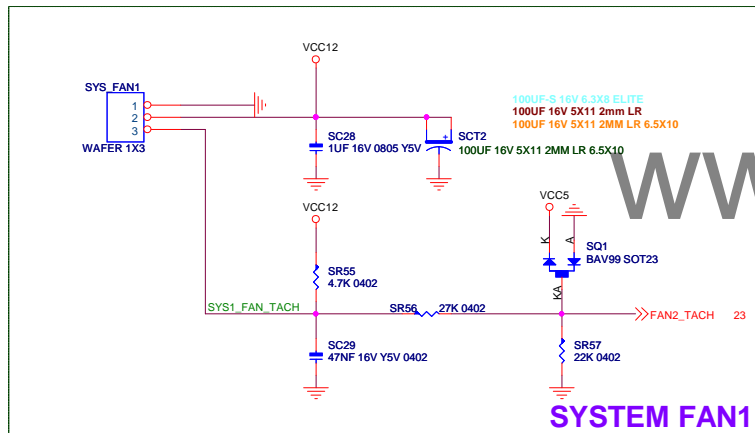 VCC12
SYS_FAN1
1
2
3
WAFER 1X3
100UF-S 16V 6.3X8 ELITE
100UF 16V 5X11 2mm LR
100UF 16V 5X11 2MM LR 6.5X10
SC28
1UF 16V 0805 Y5V
+
SCT2
100UF 16V 5X11 2MM LR 6.5X10
VCC12
VCC5
WW
K
A
SQ1
BAV99 SOT23
KA
SR55
4.7K 0402
SYS1_FAN_TACH
SR56
27K 0402
FAN2_TACH 23
SC29
47NF 16V Y5V 0402
SR57
22K 0402
SYSTEM FAN1